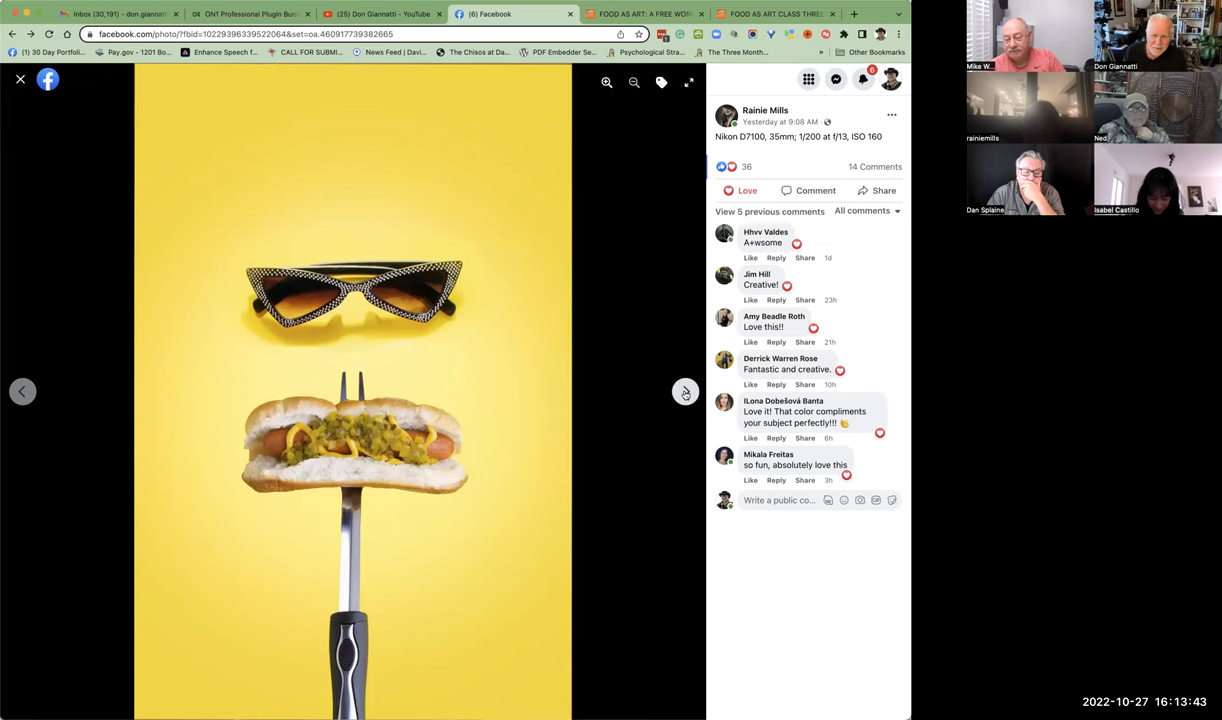 Inbox (30,191) - don.giannatti
ON1 Professional Plugin Bund
(25) Don Giannatti - YouTube
(6) Facebook
FOOD AS ART: A FREE WOR
FOOD AS ART CLASS THREE
facebook.com/photo/?fbid=10229396339522064&set=oa.460917739382665
(1) 30 Day Portfoli...
Pay.gov - 1201 Bo...
Enhance Speech f...
CALL FOR SUBMI...
News Feed | Davi...
The Chisos at Da...
PDF Embedder Se...
Psychological Stra...
The Three Month...
Other Bookmarks
6
Rainie Mills
Yesterday at 9:08 AM ·
Nikon D7100, 35mm; 1/200 at f/13, ISO 160
36
14 Comments
Love
Comment
Share
View 5 previous comments
All comments
Hhvv Valdes
A+wsome
Like Reply Share 1d
Jim Hill
Creative!
Like Reply Share 23h
Amy Beadle Roth
Love this!!
Like Reply Share 21h
Derrick Warren Rose
Fantastic and creative.
Like Reply Share 10h
ILona Dobešová Banta
Love it! That color compliments
your subject perfectly!!! 👏
Like Reply Share 6h
Mikala Freitas
so fun, absolutely love this
Like Reply Share 3h
Write a public co...
Mike W...
Don Giannatti
rainiemills
Ned
Dan Splaine
Isabel Castillo
2022-10-27 16:13:43